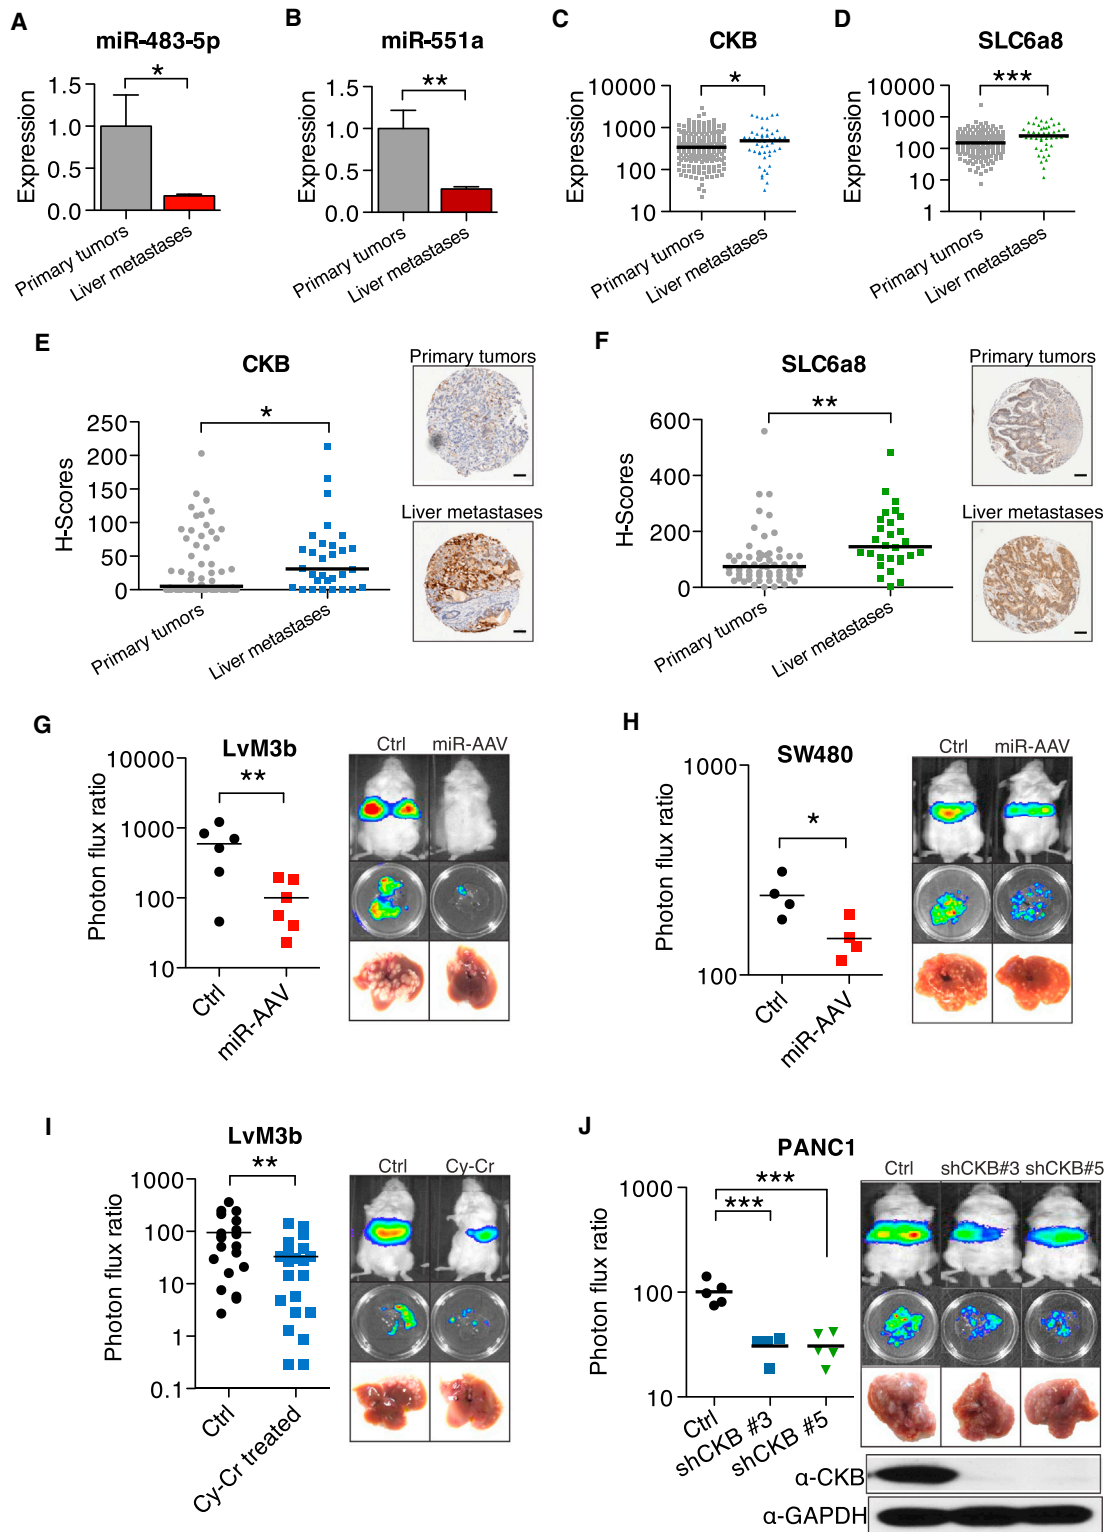 A
miR-483-5p
*
Expression
1.5
1.0
0.5
0.0
Primary tumors
Liver metastases
B
miR-551a
**
Expression
1.5
1.0
0.5
0.0
Primary tumors
Liver metastases
C
CKB
*
Expression
10000
1000
100
10
Primary tumors
Liver metastases
D
SLC6a8
***
Expression
10000
1000
100
10
1
Primary tumors
Liver metastases
E
CKB
*
H-Scores
250
200
150
100
50
0
Primary tumors
Liver metastases
Primary tumors
Liver metastases
F
SLC6a8
**
H-Scores
600
400
200
0
Primary tumors
Liver metastases
Primary tumors
Liver metastases
G
LvM3b
**
Photon flux ratio
10000
1000
100
10
Ctrl
miR-AAV
Ctrl miR-AAV
H
SW480
*
Photon flux ratio
1000
100
Ctrl
miR-AAV
Ctrl miR-AAV
I
LvM3b
**
Photon flux ratio
1000
100
10
1
0.1
Ctrl
Cy-Cr treated
Ctrl Cy-Cr
J
PANC1
***
***
Photon flux ratio
1000
100
10
Ctrl
shCKB #3
shCKB #5
Ctrl shCKB#3 shCKB#5
α-CKB
α-GAPDH